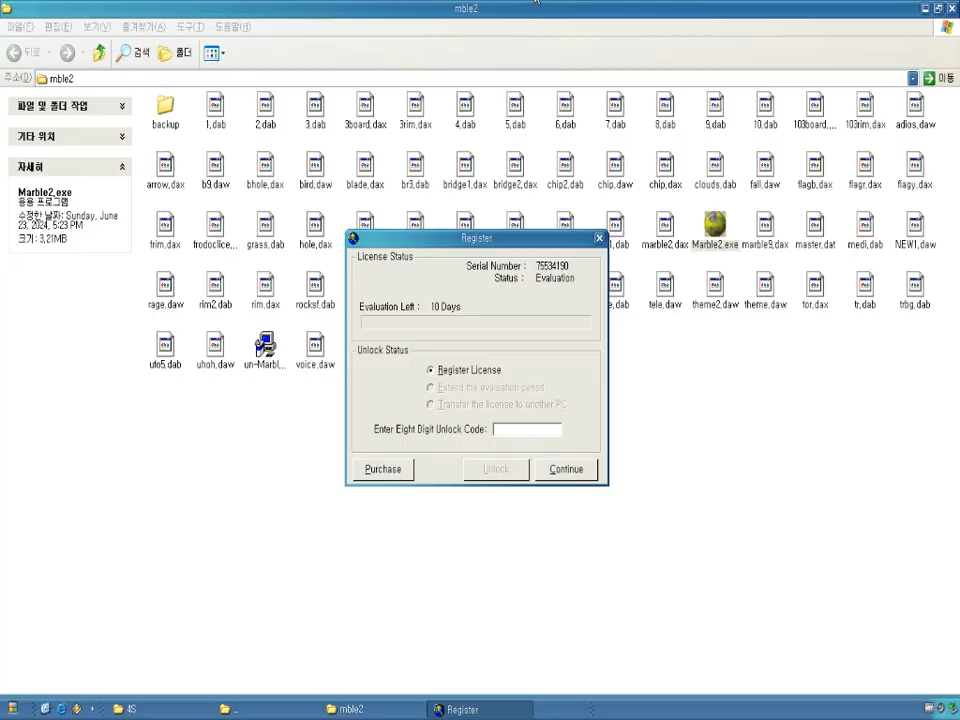 mble2
파일(F) 편집(E) 보기(V) 즐겨찾기(A) 도구(T) 도움말(H)
뒤로 검색 폴더
주소(D) mble2 이동
파일 및 폴더 작업
기타 위치
자세히
Marble2.exe
응용 프로그램
수정한 날짜: Sunday, June
23, 2024, 5:23 PM
크기: 3.21MB
backup 1.dab 2.dab 3.dab 3board.dax 3rim.dax 4.dab 5.dab 6.dab 7.dab 8.dab 9.dab 10.dab 103board.... 103rim.dax adios.daw
arrow.dax b9.daw bhole.dax bird.daw blade.dax br3.dab bridge1.dax bridge2.dax chip2.dab chip.daw chip.dax clouds.dab fall.daw flagb.dax flagr.dax flagy.dax
frim.dax frodoclice... grass.dab hole.dax 1.dab marble2.dax Marble2.exe marble9.dax master.dat medi.dab NEW1.daw
rage.daw rim2.dab rim.dax rocksf.dab e.dab tele.daw theme2.daw theme.daw tor.dax tr.dab trbg.dab
ufo5.dab uhoh.daw un-Marbl... voice.daw
Register
License Status
Serial Number : 75534190
Status : Evaluation
Evaluation Left : 10 Days
Unlock Status
Register License
Extend the evaluation period
Transfer the license to another PC
Enter Eight Digit Unlock Code:
Purchase Unlock Continue
4S .. mble2 Register